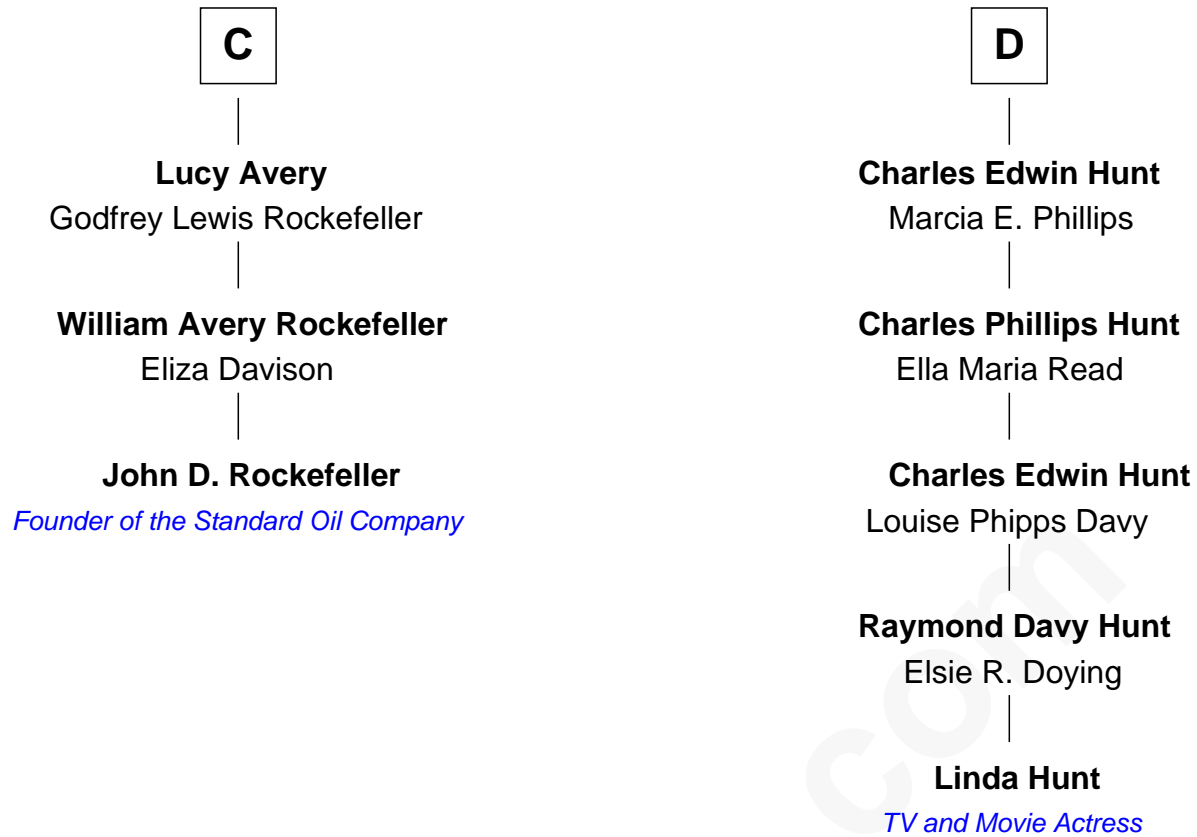 C
Lucy Avery
Godfrey Lewis Rockefeller
William Avery Rockefeller
Eliza Davison
John D. Rockefeller
Founder of the Standard Oil Company
D
Charles Edwin Hunt
Marcia E. Phillips
Charles Phillips Hunt
Ella Maria Read
Charles Edwin Hunt
Louise Phipps Davy
Raymond Davy Hunt
Elsie R. Doying
Linda Hunt
TV and Movie Actress
com